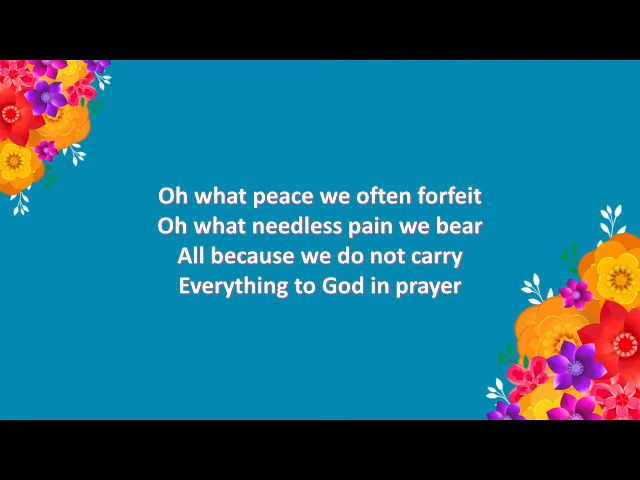 Oh what peace we often forfeit
Oh what needless pain we bear
All because we do not carry
Everything to God in prayer